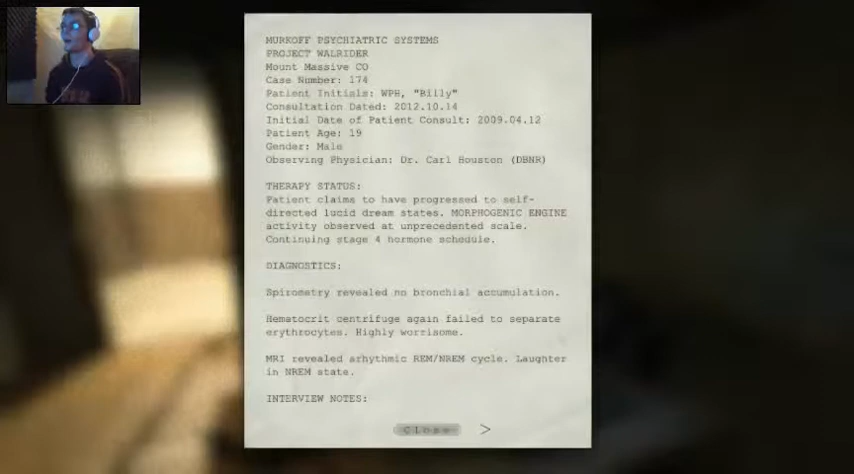 MURKOFF PSYCHIATRIC SYSTEMS
PROJECT WALRIDER
Mount Massive CO
Case Number: 174
Patient Initials: WPH, "Billy"
Consultation Dated: 2012.10.14
Initial Date of Patient Consult: 2009.04.12
Patient Age: 19
Gender: Male
Observing Physician: Dr. Carl Houston (DBNR)
THERAPY STATUS:
Patient claims to have progressed to self-
directed lucid dream states. MORPHOGENIC ENGINE
activity observed at unprecedented scale.
Continuing stage 4 hormone schedule.
DIAGNOSTICS:
Spirometry revealed no bronchial accumulation.
Hematocrit centrifuge again failed to separate
erythrocytes. Highly worrisome.
MRI revealed arhythmic REM/NREM cycle. Laughter
in NREM state.
INTERVIEW NOTES:
Close >